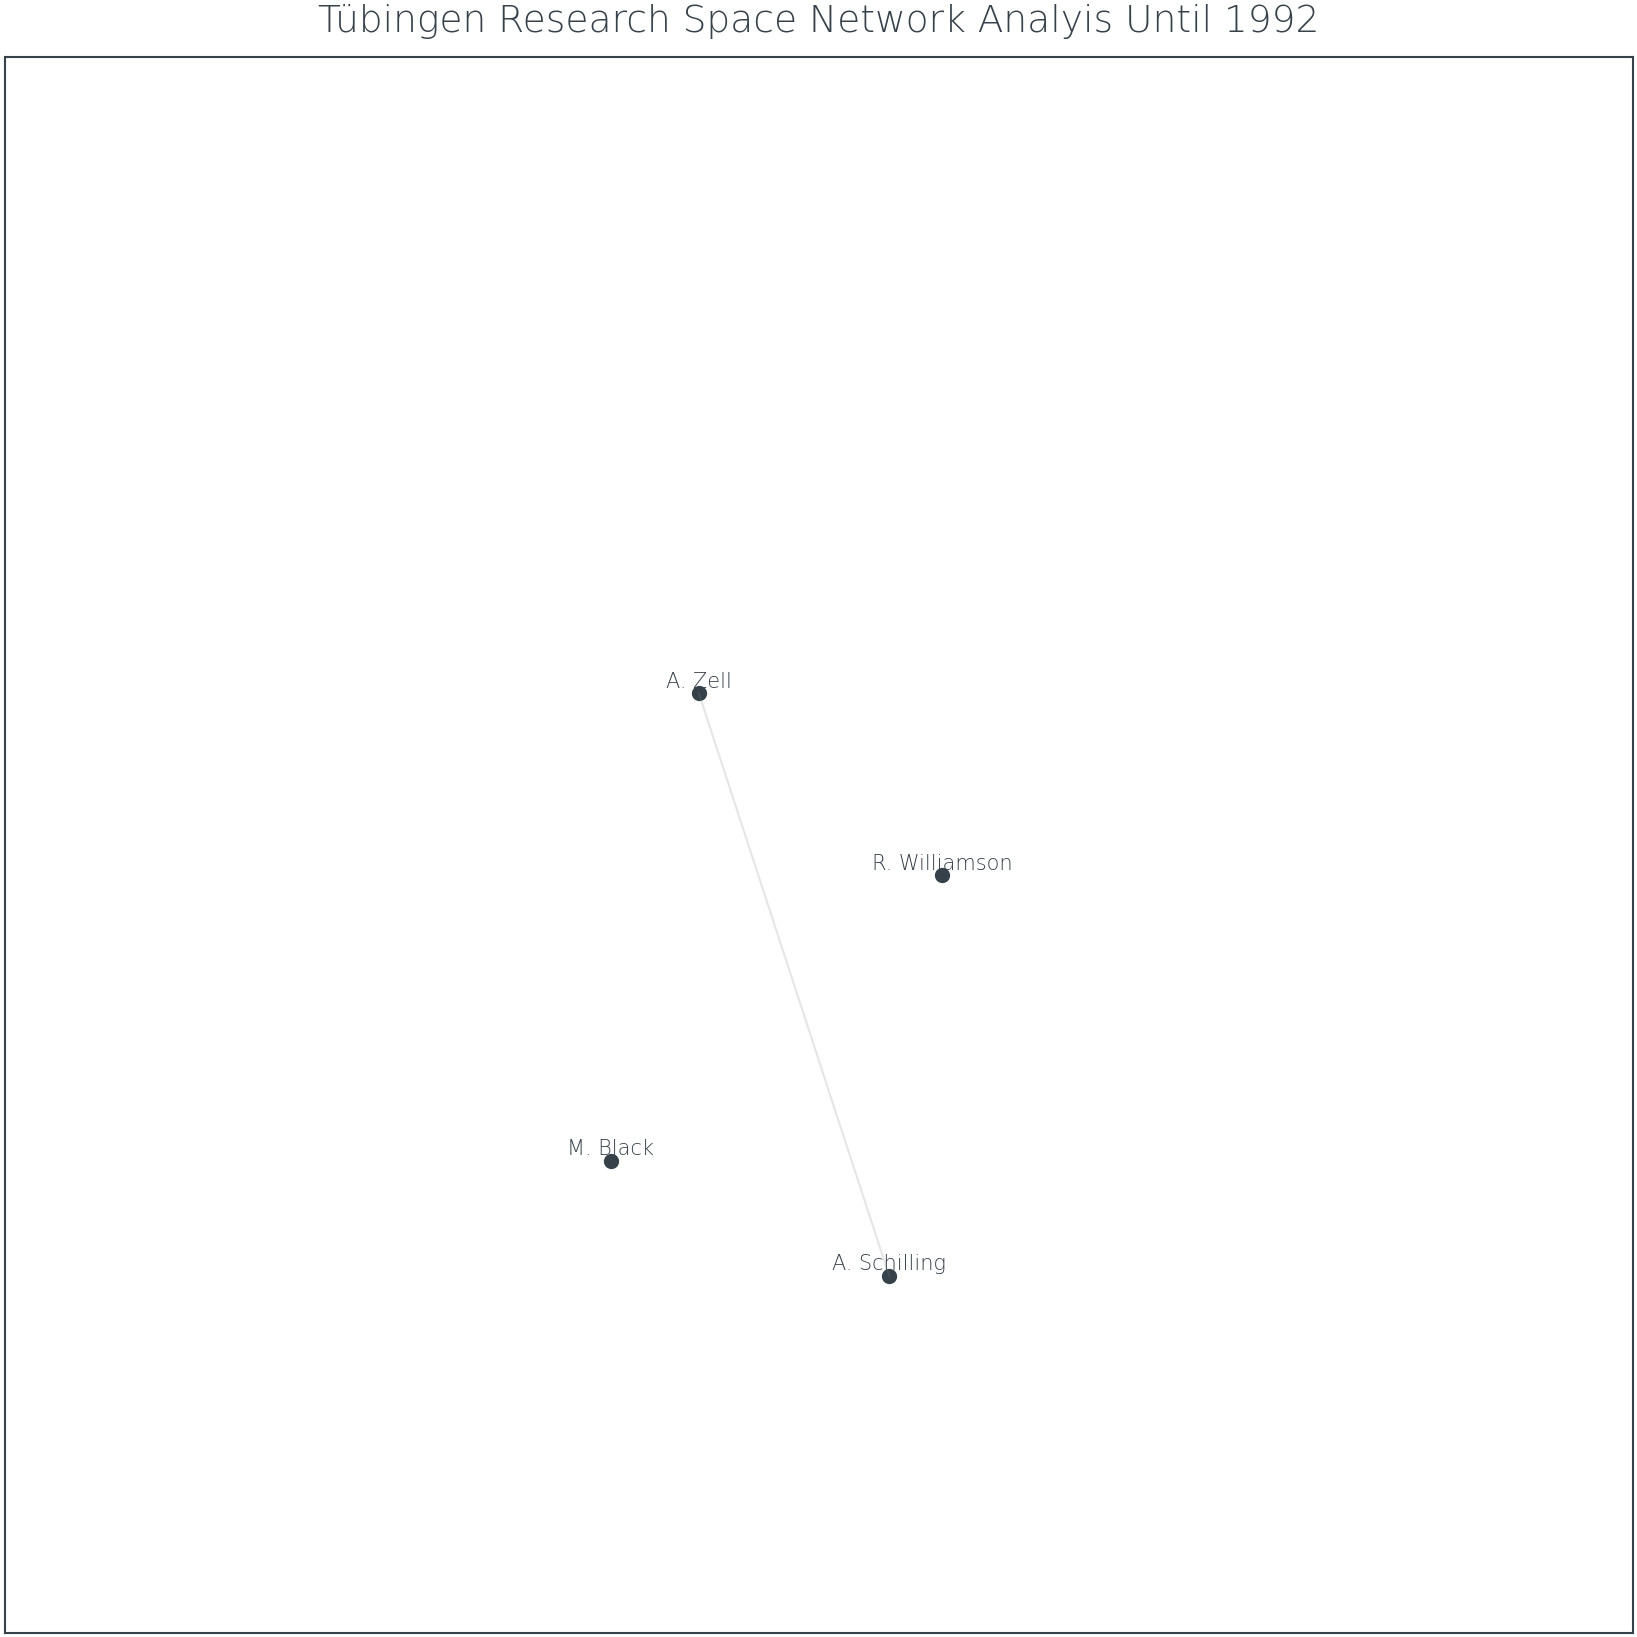 Tübingen Research Space Network Analyis Until 1992
A. Zell
R. Williamson
M. Black
A. Schilling